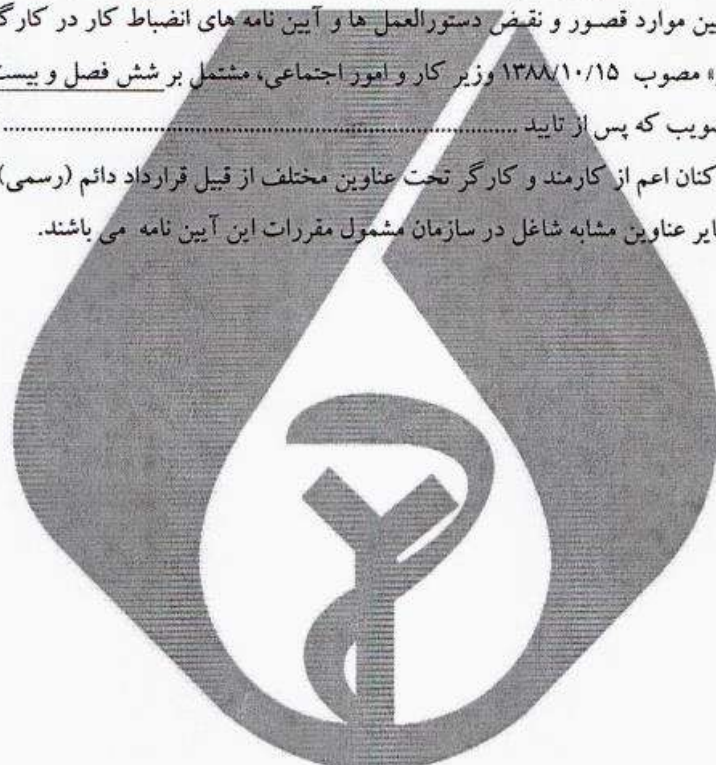 ین موارد قصور و نقض دستورالعمل ها و آیین نامه های انضباط کار در کارگ
» مصوب ۱۳۸۸/۱۰/۱۵ وزیر کار و امور اجتماعی، مشتمل بر شش فصل و بیست
صویب که پس از تایید ................................................................
کنان اعم از کارمند و کارگر تحت عناوین مختلف از قبیل قرارداد دائم (رسمی)
ایر عناوین مشابه شاغل در سازمان مشمول مقررات این آیین نامه می باشند.